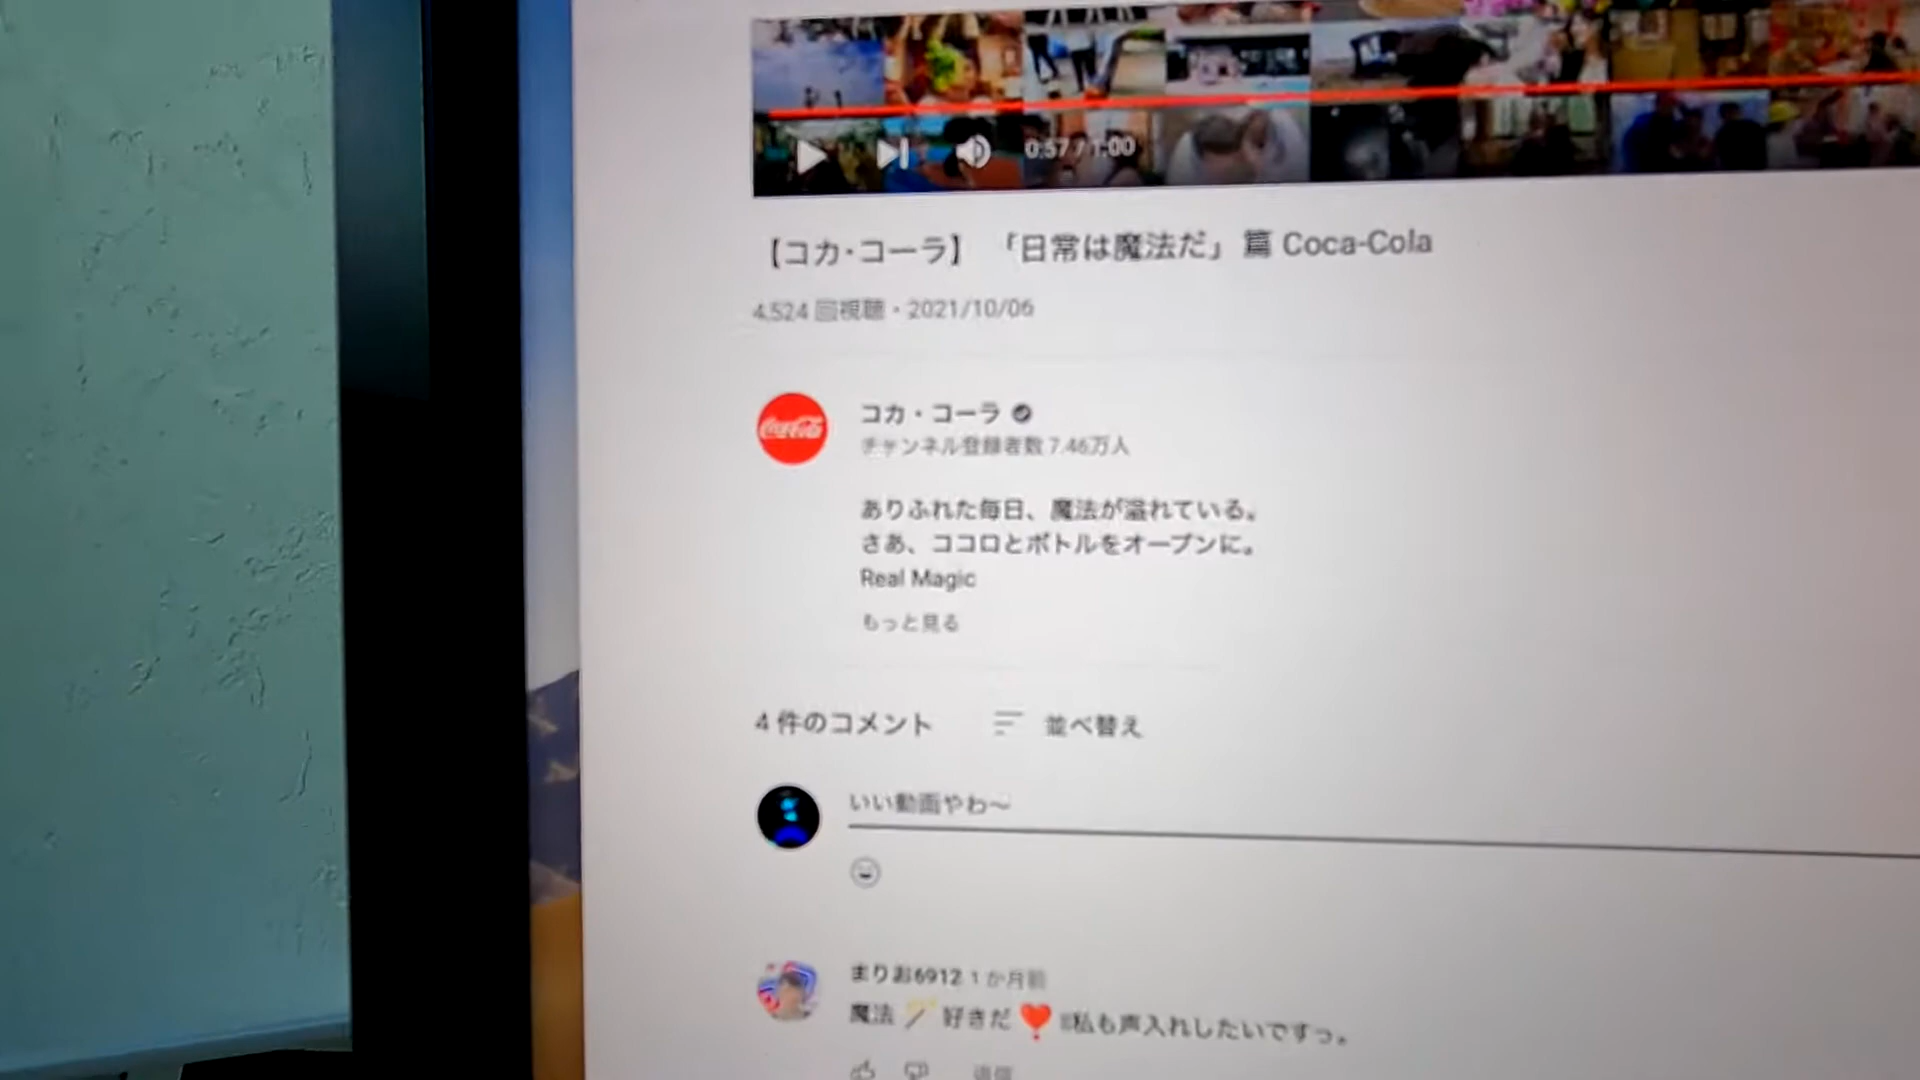 0:57 / 1:00
【コカ・コーラ】 「日常は魔法だ」 篇 Coca-Cola
4,524 回視聴・2021/10/06
Coca-Cola
コカ・コーラ
チャンネル登録者数 7.46万人
ありふれた毎日、魔法が溢れている。
さあ、ココロとボトルをオープンに。
Real Magic
もっと見る
4 件のコメント
並べ替え
いい動画やわ～
まりお6912 1 か月前
魔法 🪄 好きだ ❣️ ‼私も声入れしたいですっ。
返信